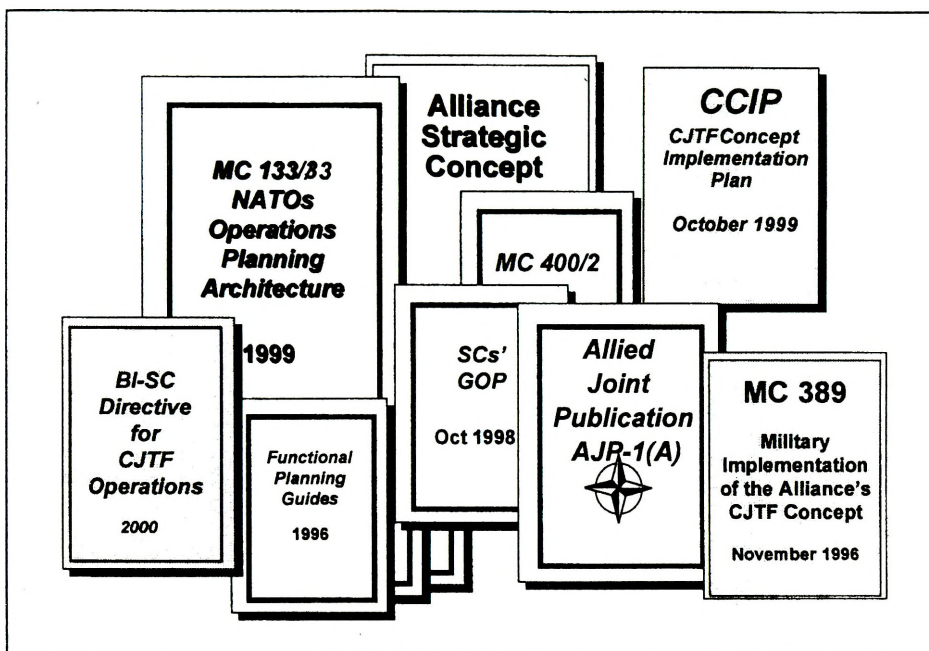 Alliance
Strategic
Concept
CCIP
CJTF Concept
Implementation
Plan
October 1999
MC 133/3
NATOs
Operations
Planning
Architecture
1999
MC 400/2
BI-SC
Directive
for
CJTF
Operations
2000
Functional
Planning
Guides
1996
SCs'
GOP
Oct 1998
Allied
Joint
Publication
AJP-1(A)
MC 389
Military
Implementation
of the Alliance's
CJTF Concept
November 1996